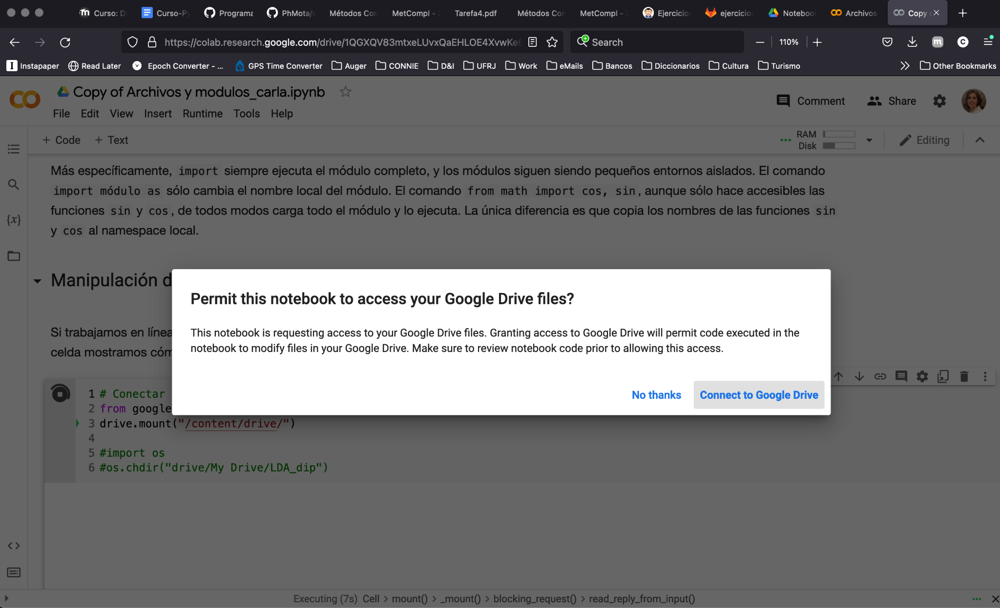 Curso: D
Curso-Py
Programa
PhMota/s
Métodos Con
MetCompl - 2
Tarefa4.pdf
Métodos Con
MetCompl - 2
Ejercicios
ejercicios
Notebook
Archivos
Copy
https://colab.research.google.com/drive/1QGXQV83mtxeLUvxQaEHLOE4XvwKe6
Search
110%
Instapaper
Read Later
Epoch Converter - ...
GPS Time Converter
Auger
CONNIE
D&I
UFRJ
Work
eMails
Bancos
Diccionarios
Cultura
Turismo
Other Bookmarks
Copy of Archivos y modulos_carla.ipynb
File Edit View Insert Runtime Tools Help
Comment
Share
+ Code + Text
RAM
Disk
Editing
Más específicamente, import siempre ejecuta el módulo completo, y los módulos siguen siendo pequeños entornos aislados. El comando
import módulo as sólo cambia el nombre local del módulo. El comando from math import cos, sin, aunque sólo hace accesibles las
funciones sin y cos, de todos modos carga todo el módulo y lo ejecuta. La única diferencia es que copia los nombres de las funciones sin
y cos al namespace local.
Manipulación d
Si trabajamos en línea
celda mostramos cóm
Permit this notebook to access your Google Drive files?
This notebook is requesting access to your Google Drive files. Granting access to Google Drive will permit code executed in the
notebook to modify files in your Google Drive. Make sure to review notebook code prior to allowing this access.
No thanks
Connect to Google Drive
1 # Conectar
2 from google
3 drive.mount("/content/drive/")
4
5 #import os
6 #os.chdir("drive/My Drive/LDA_dip")
Executing (7s) Cell > mount() > _mount() > blocking_request() > read_reply_from_input()